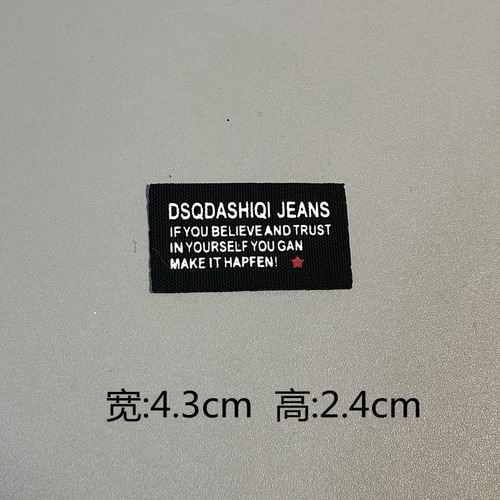 DSQDASHIQI JEANS
IF YOU BELIEVE AND TRUST
IN YOURSELF YOU GAN
MAKE IT HAPFEN!
宽:4.3cm 高:2.4cm